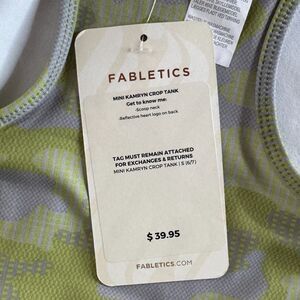 FABLETICS
MINI KAMRYN CROP TANK
Get to know me:
-Scoop neck
-Reflective heart logo on back
TAG MUST REMAIN ATTACHED
FOR EXCHANGES & RETURNS
MINI KAMRYN CROP TANK | S (6/7)
$39.95
FABLETICS.COM